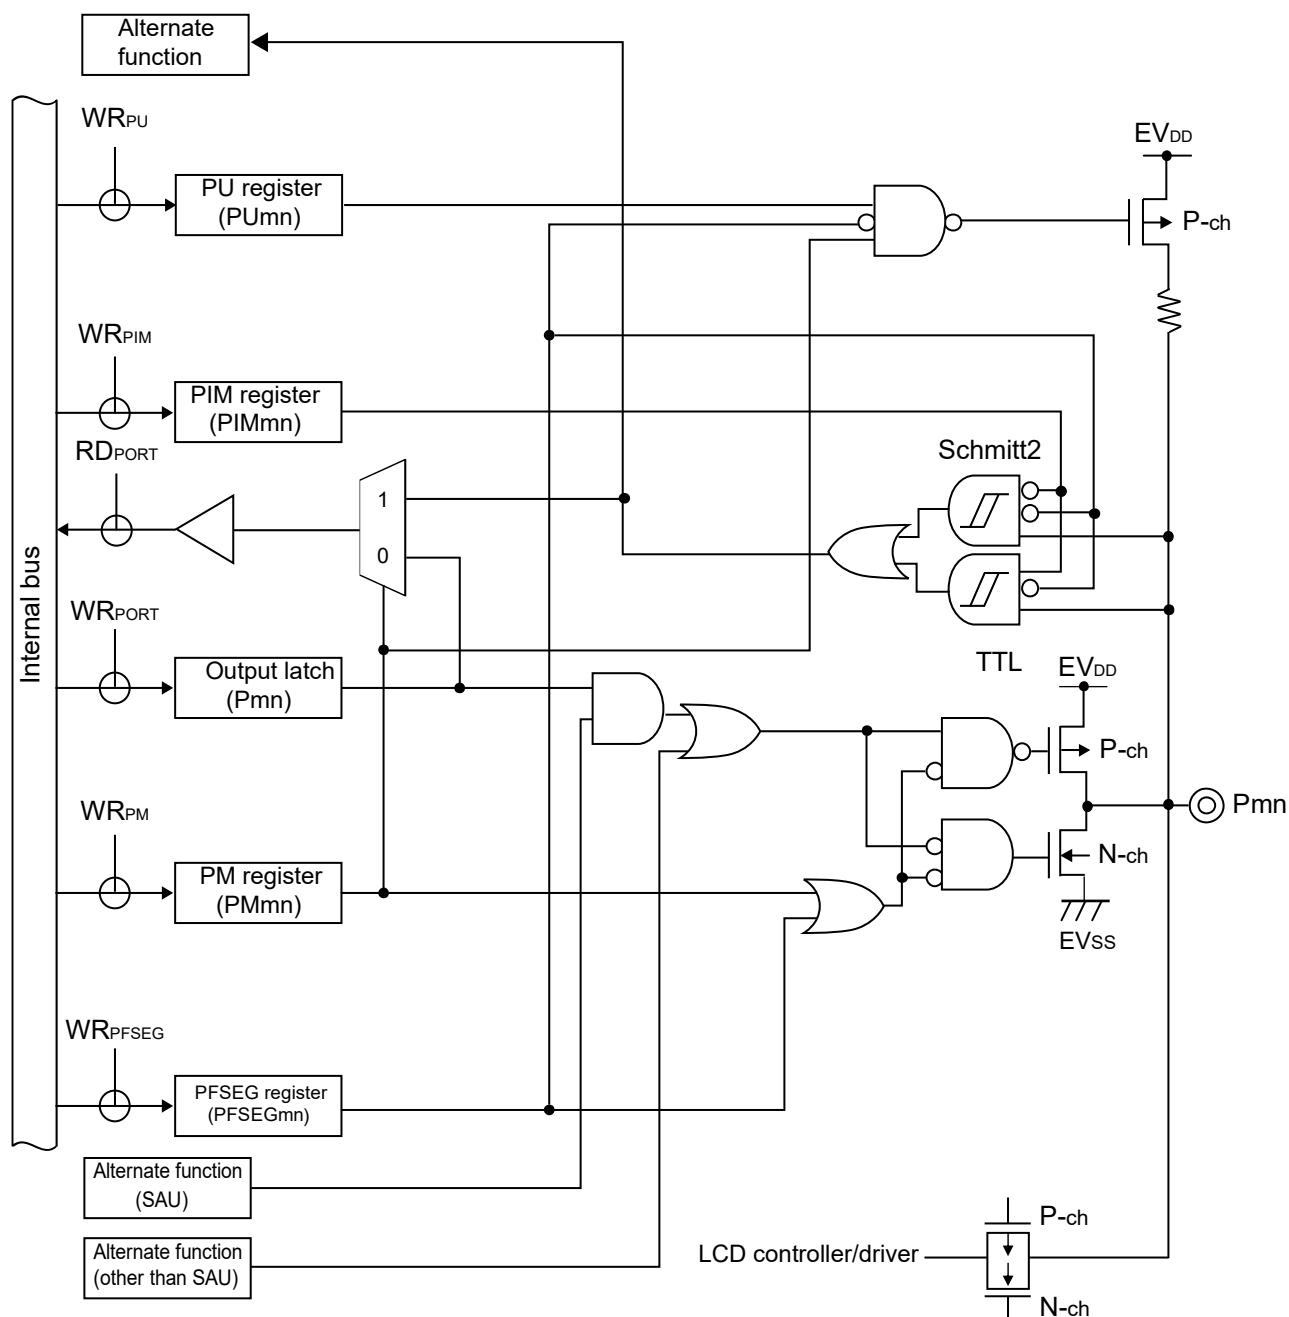 Alternate
function
WRPU
EVDD
PU register
(PUmn)
P-ch
WRPIM
PIM register
(PIMmn)
RDPORT
Schmitt2
1
0
Internal bus
WRPORT
TTL
Output latch
(Pmn)
EVDD
P-ch
WRPM
Pmn
PM register
(PMmn)
N-ch
EVSS
WRPFSEG
PFSEG register
(PFSEGmn)
Alternate function
(SAU)
Alternate function
(other than SAU)
P-ch
LCD controller/driver
N-ch